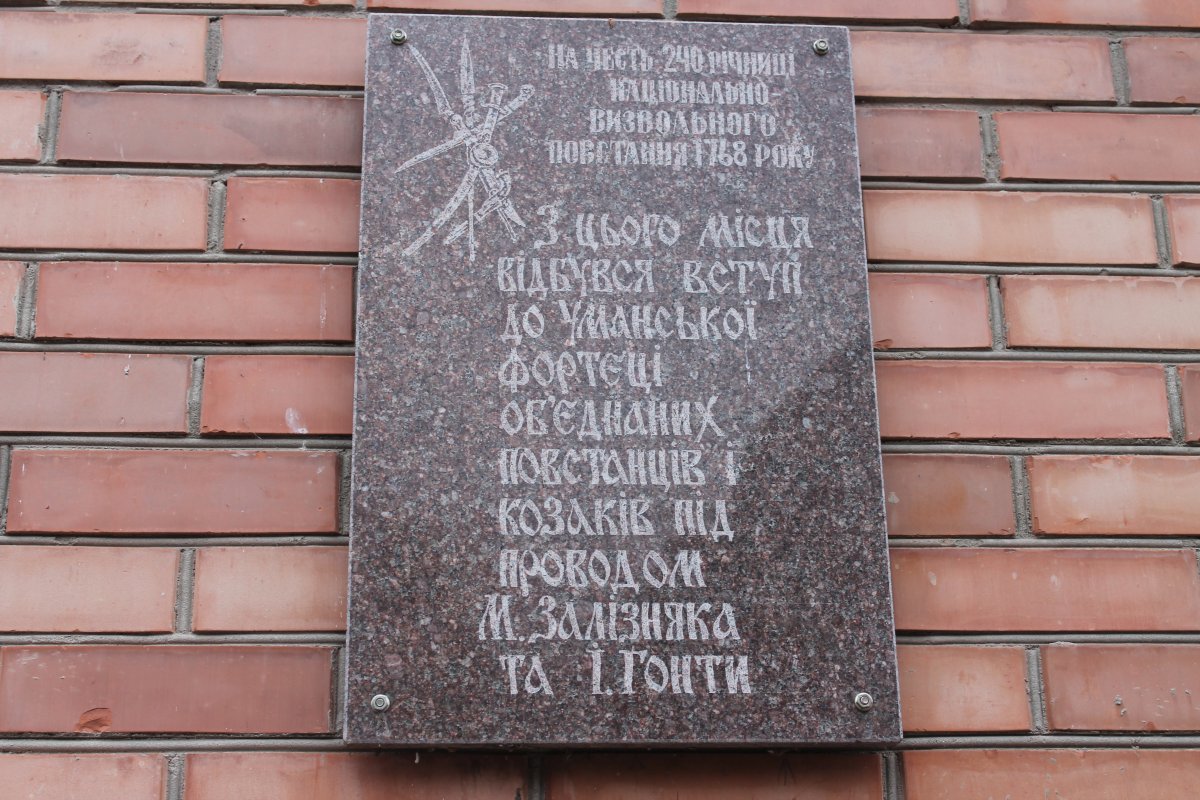 На честь 240 річниці
національно-
визвольного
повстання 1768 року
З цього місця
відбувся вступ
до Уманської
фортеці
об'єднаних
повстанців і
козаків під
проводом
М. Залізняка
та І. Гонти